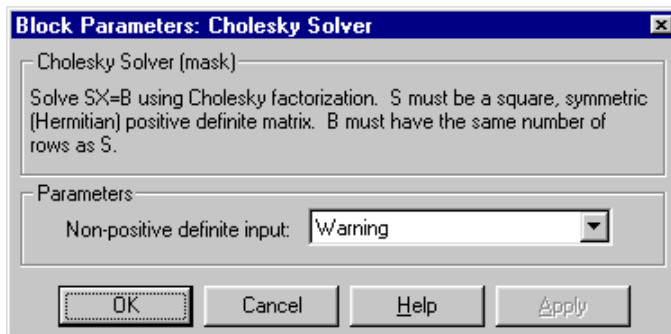 Block Parameters: Cholesky Solver
Cholesky Solver (mask)
Solve SX=B using Cholesky factorization. S must be a square, symmetric
(Hermitian) positive definite matrix. B must have the same number of
rows as S.
Parameters
Non-positive definite input: Warning
OK Cancel Help Apply